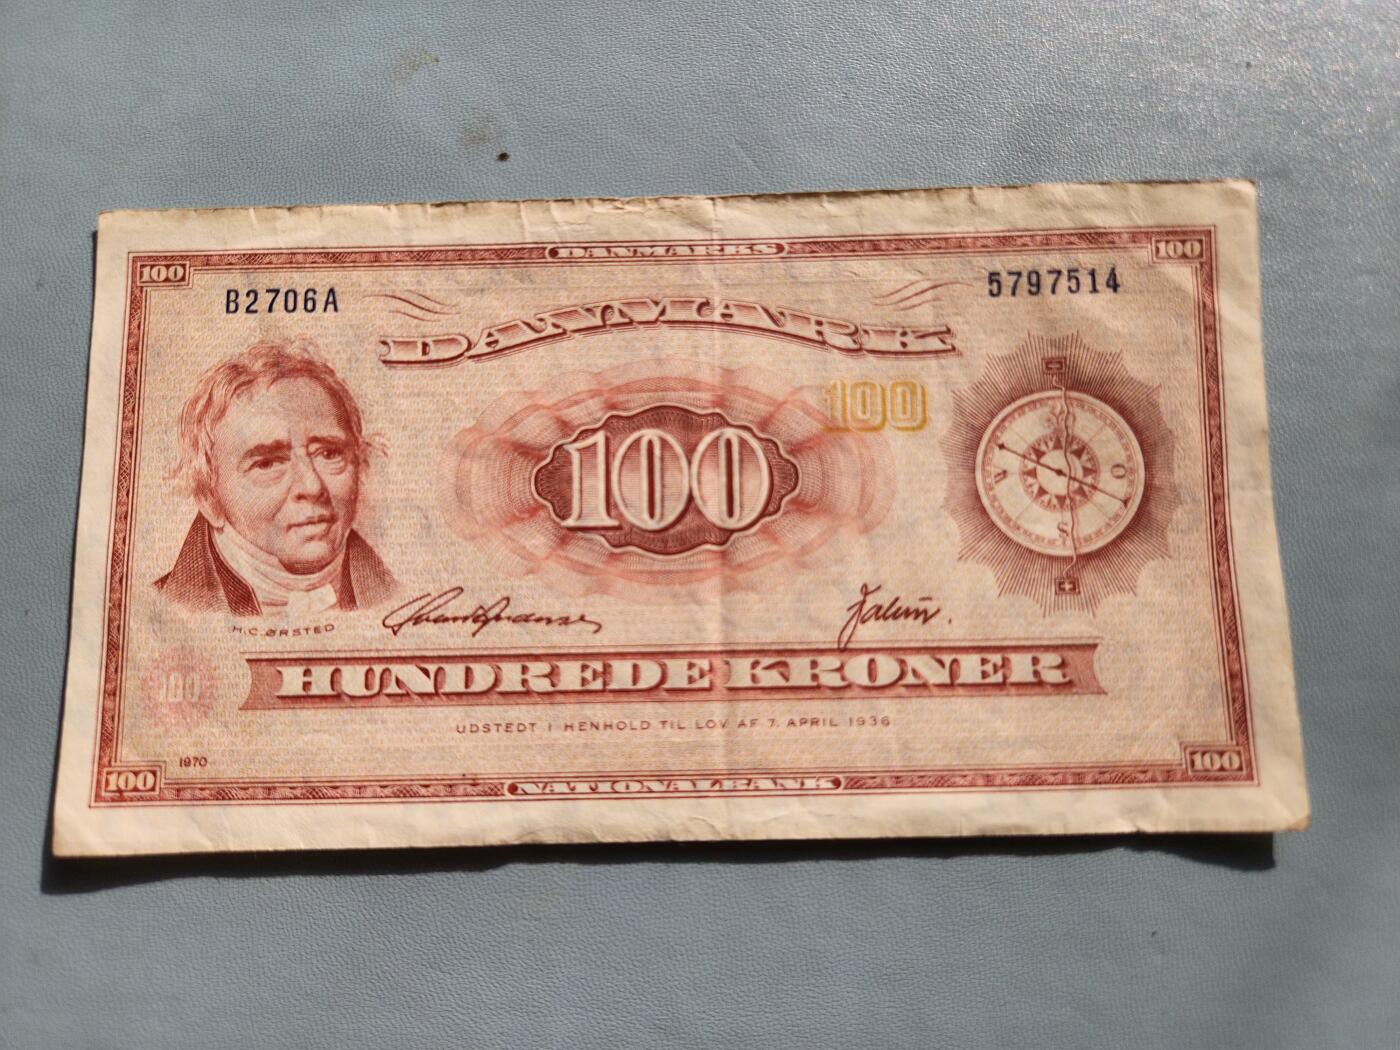 DANMARKS
100
100
B2706A
5797514
DANMARK
100
100
V
O
S
H.C.ØRSTED
HUNDREDE KRONER
100
UDSTEDT I HENHOLD TIL LOV AF 7. APRIL 1936
1970
100
100
NATIONALBANK